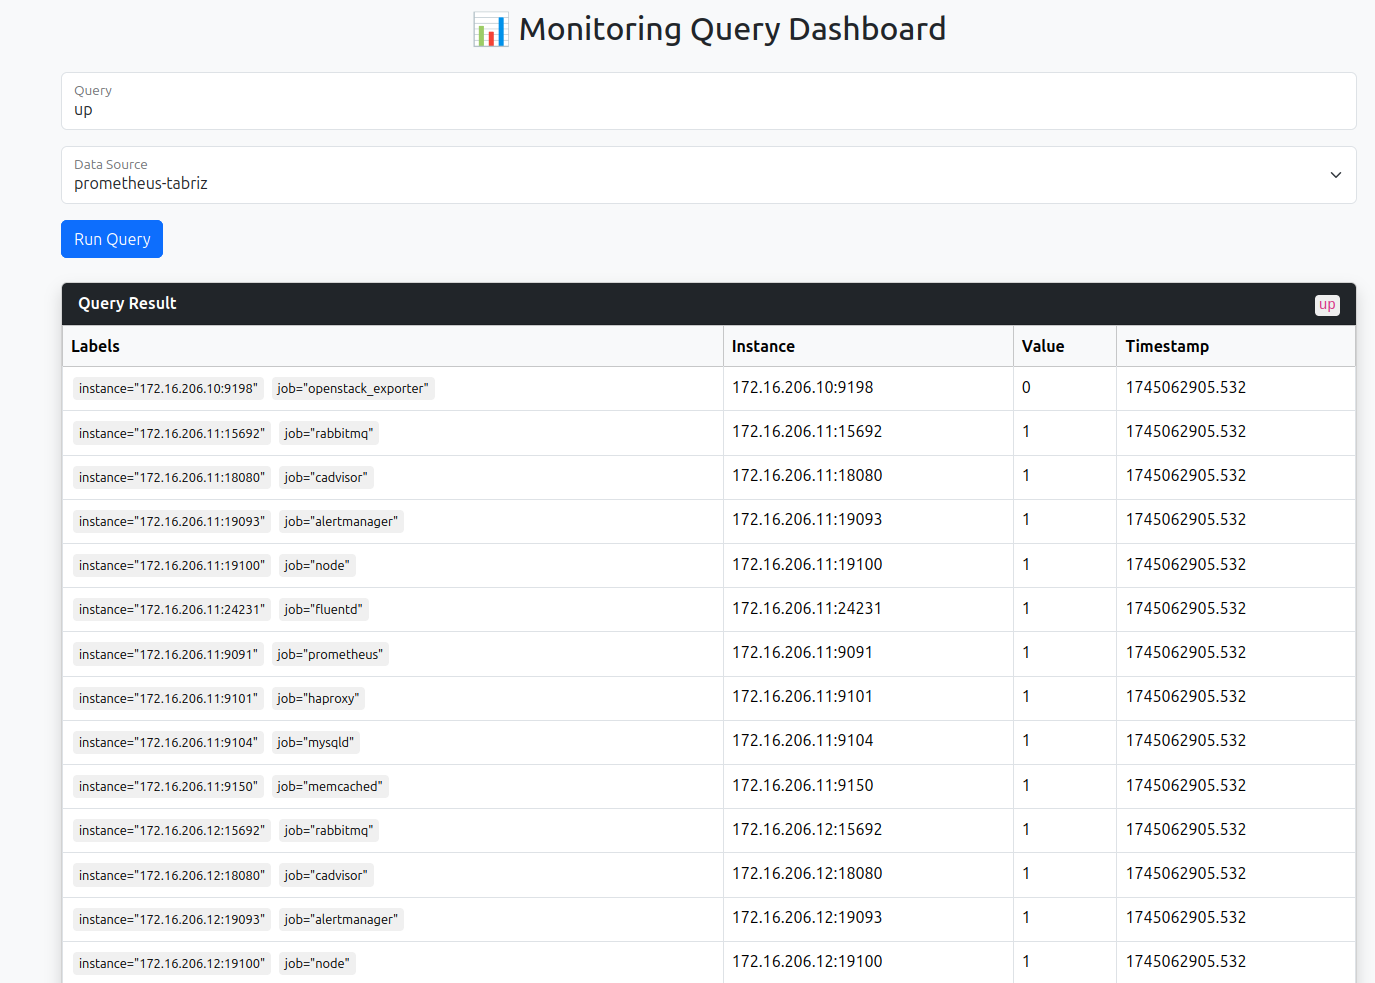 📊 Monitoring Query Dashboard
Query
up
Data Source
prometheus-tabriz
Run Query
Query Result up
Labels Instance Value Timestamp
instance="172.16.206.10:9198" job="openstack_exporter" 172.16.206.10:9198 0 1745062905.532
instance="172.16.206.11:15692" job="rabbitmq" 172.16.206.11:15692 1 1745062905.532
instance="172.16.206.11:18080" job="cadvisor" 172.16.206.11:18080 1 1745062905.532
instance="172.16.206.11:19093" job="alertmanager" 172.16.206.11:19093 1 1745062905.532
instance="172.16.206.11:19100" job="node" 172.16.206.11:19100 1 1745062905.532
instance="172.16.206.11:24231" job="fluentd" 172.16.206.11:24231 1 1745062905.532
instance="172.16.206.11:9091" job="prometheus" 172.16.206.11:9091 1 1745062905.532
instance="172.16.206.11:9101" job="haproxy" 172.16.206.11:9101 1 1745062905.532
instance="172.16.206.11:9104" job="mysqld" 172.16.206.11:9104 1 1745062905.532
instance="172.16.206.11:9150" job="memcached" 172.16.206.11:9150 1 1745062905.532
instance="172.16.206.12:15692" job="rabbitmq" 172.16.206.12:15692 1 1745062905.532
instance="172.16.206.12:18080" job="cadvisor" 172.16.206.12:18080 1 1745062905.532
instance="172.16.206.12:19093" job="alertmanager" 172.16.206.12:19093 1 1745062905.532
instance="172.16.206.12:19100" job="node" 172.16.206.12:19100 1 1745062905.532